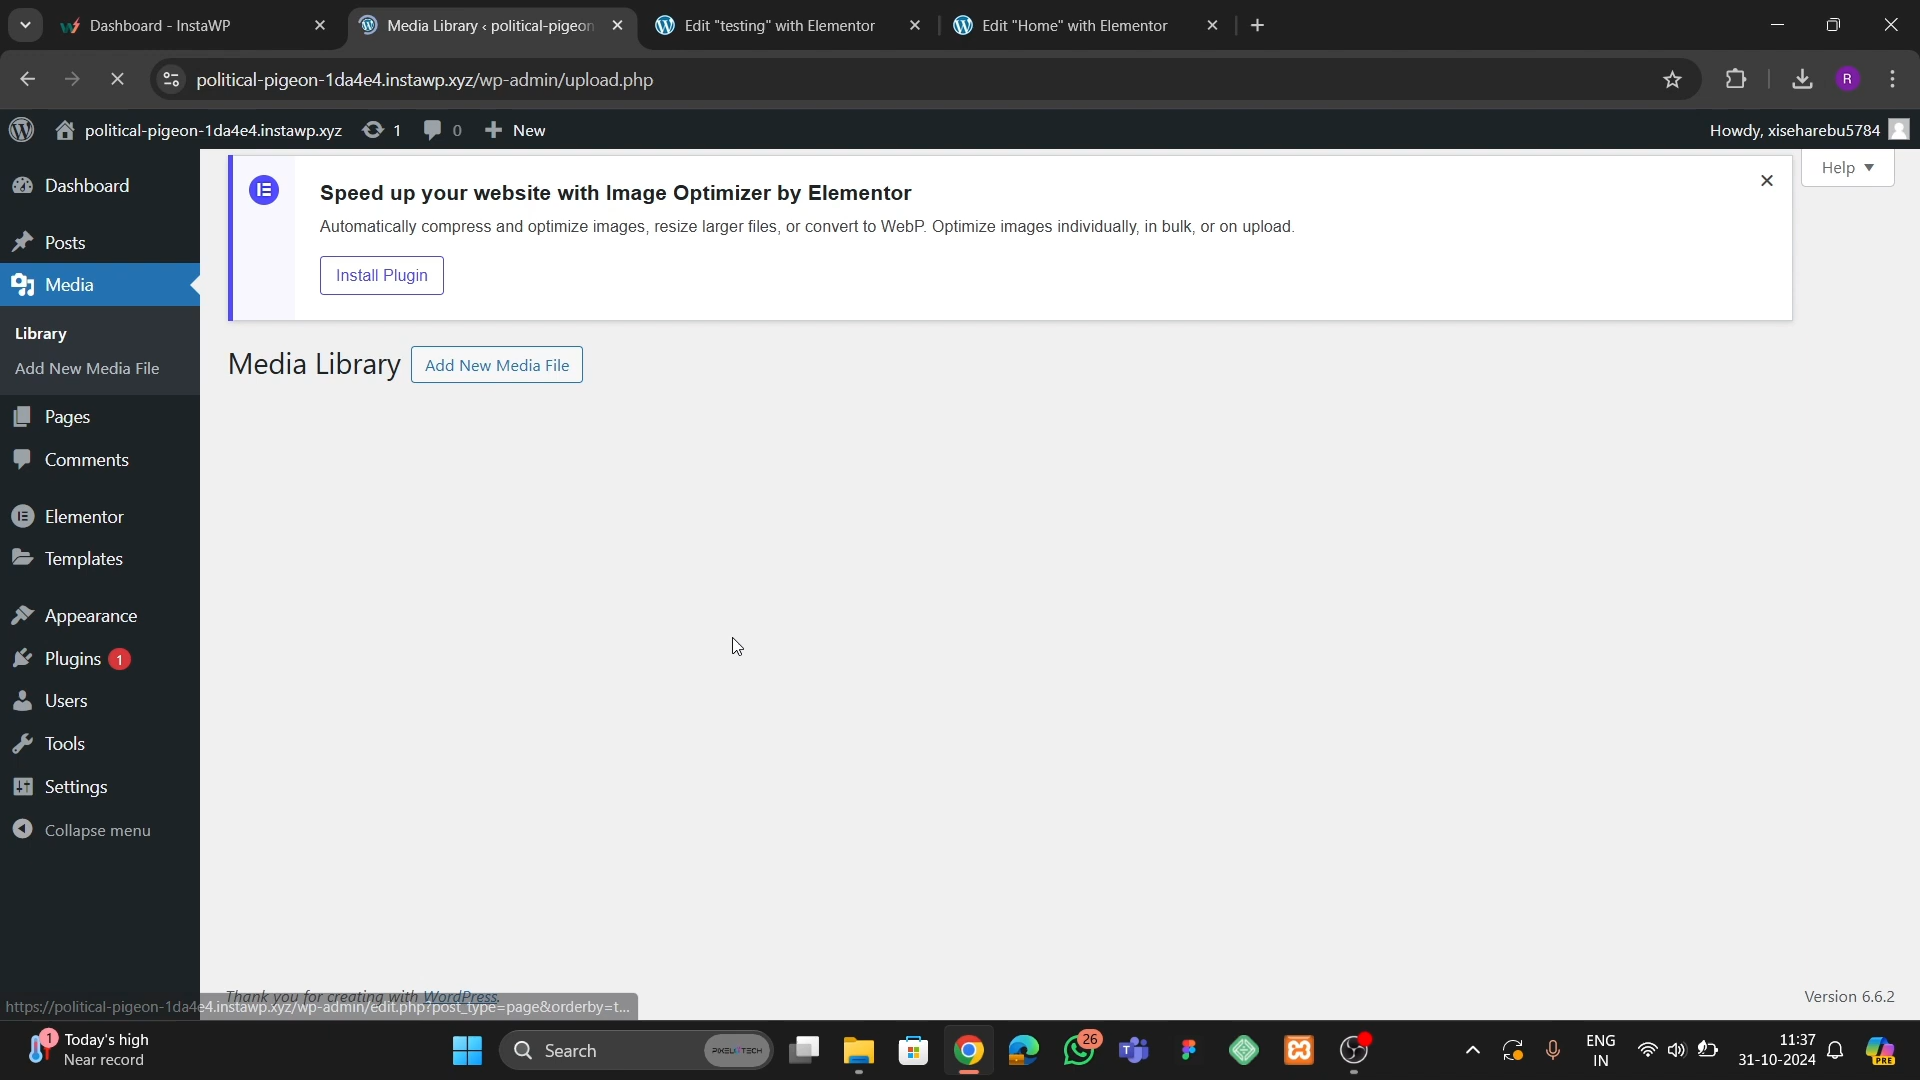 Dashboard - InstaWP
Media Library ‹ political-pigeon
Edit "testing" with Elementor
Edit "Home" with Elementor
political-pigeon-1da4e4.instawp.xyz/wp-admin/upload.php
R
political-pigeon-1da4e4.instawp.xyz
1
0
New
Howdy, xiseharebu5784
Dashboard
Posts
Media
Library
Add New Media File
Pages
Comments
Elementor
Templates
Appearance
Plugins 1
Users
Tools
Settings
Collapse menu
Help
Speed up your website with Image Optimizer by Elementor
Automatically compress and optimize images, resize larger files, or convert to WebP. Optimize images individually, in bulk, or on upload.
Install Plugin
Media Library
Add New Media File
Thank you for creating with WordPress.
Version 6.6.2
https://political-pigeon-1da4e4.instawp.xyz/wp-admin/edit.php?post_type=page&orderby=t...
1
Today's high
Near record
Search
PIXELITECH
26
ENG
IN
11:37
31-10-2024
PRE